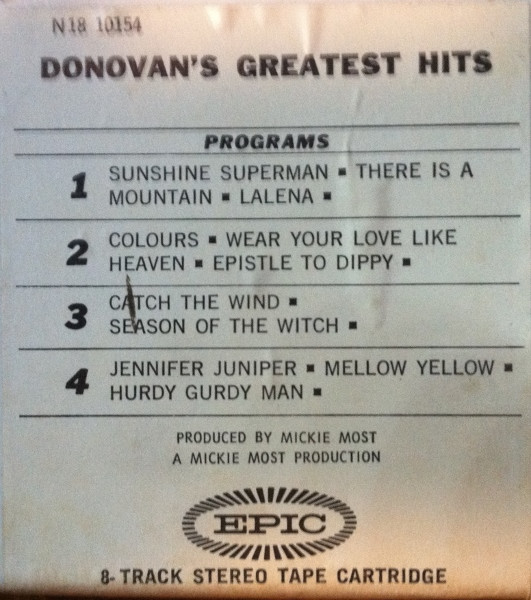 N18 10154
DONOVAN'S GREATEST HITS
PROGRAMS
1 SUNSHINE SUPERMAN ▪ THERE IS A
MOUNTAIN ▪ LALENA ▪
2 COLOURS ▪ WEAR YOUR LOVE LIKE
HEAVEN ▪ EPISTLE TO DIPPY ▪
3 CATCH THE WIND ▪
SEASON OF THE WITCH ▪
4 JENNIFER JUNIPER ▪ MELLOW YELLOW ▪
HURDY GURDY MAN ▪
PRODUCED BY MICKIE MOST
A MICKIE MOST PRODUCTION
EPIC
8-TRACK STEREO TAPE CARTRIDGE